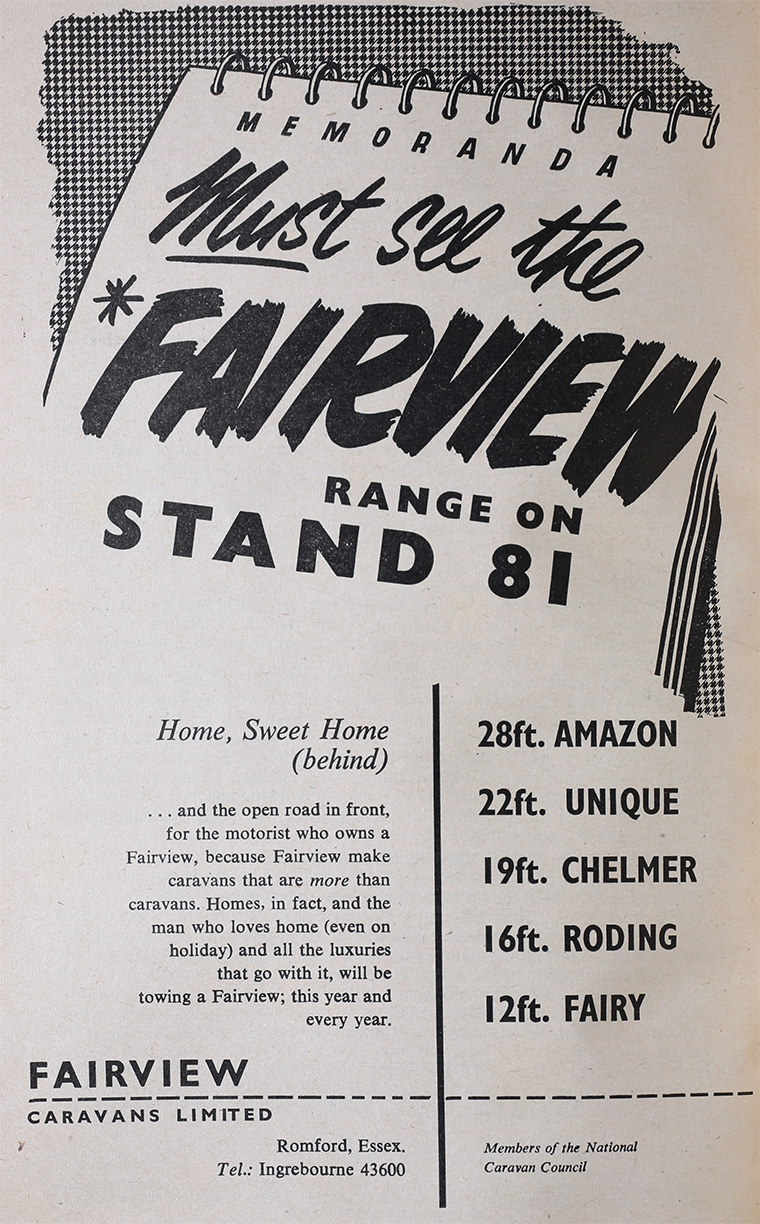 MEMORANDA
Must see the
*FAIRVIEW
RANGE ON
STAND 81
Home, Sweet Home
(behind)
. . . and the open road in front,
for the motorist who owns a
Fairview, because Fairview make
caravans that are more than
caravans. Homes, in fact, and the
man who loves home (even on
holiday) and all the luxuries
that go with it, will be
towing a Fairview; this year and
every year.
28ft. AMAZON
22ft. UNIQUE
19ft. CHELMER
16ft. RODING
12ft. FAIRY
FAIRVIEW
CARAVANS LIMITED
Romford, Essex.
Tel.: Ingrebourne 43600
Members of the National
Caravan Council